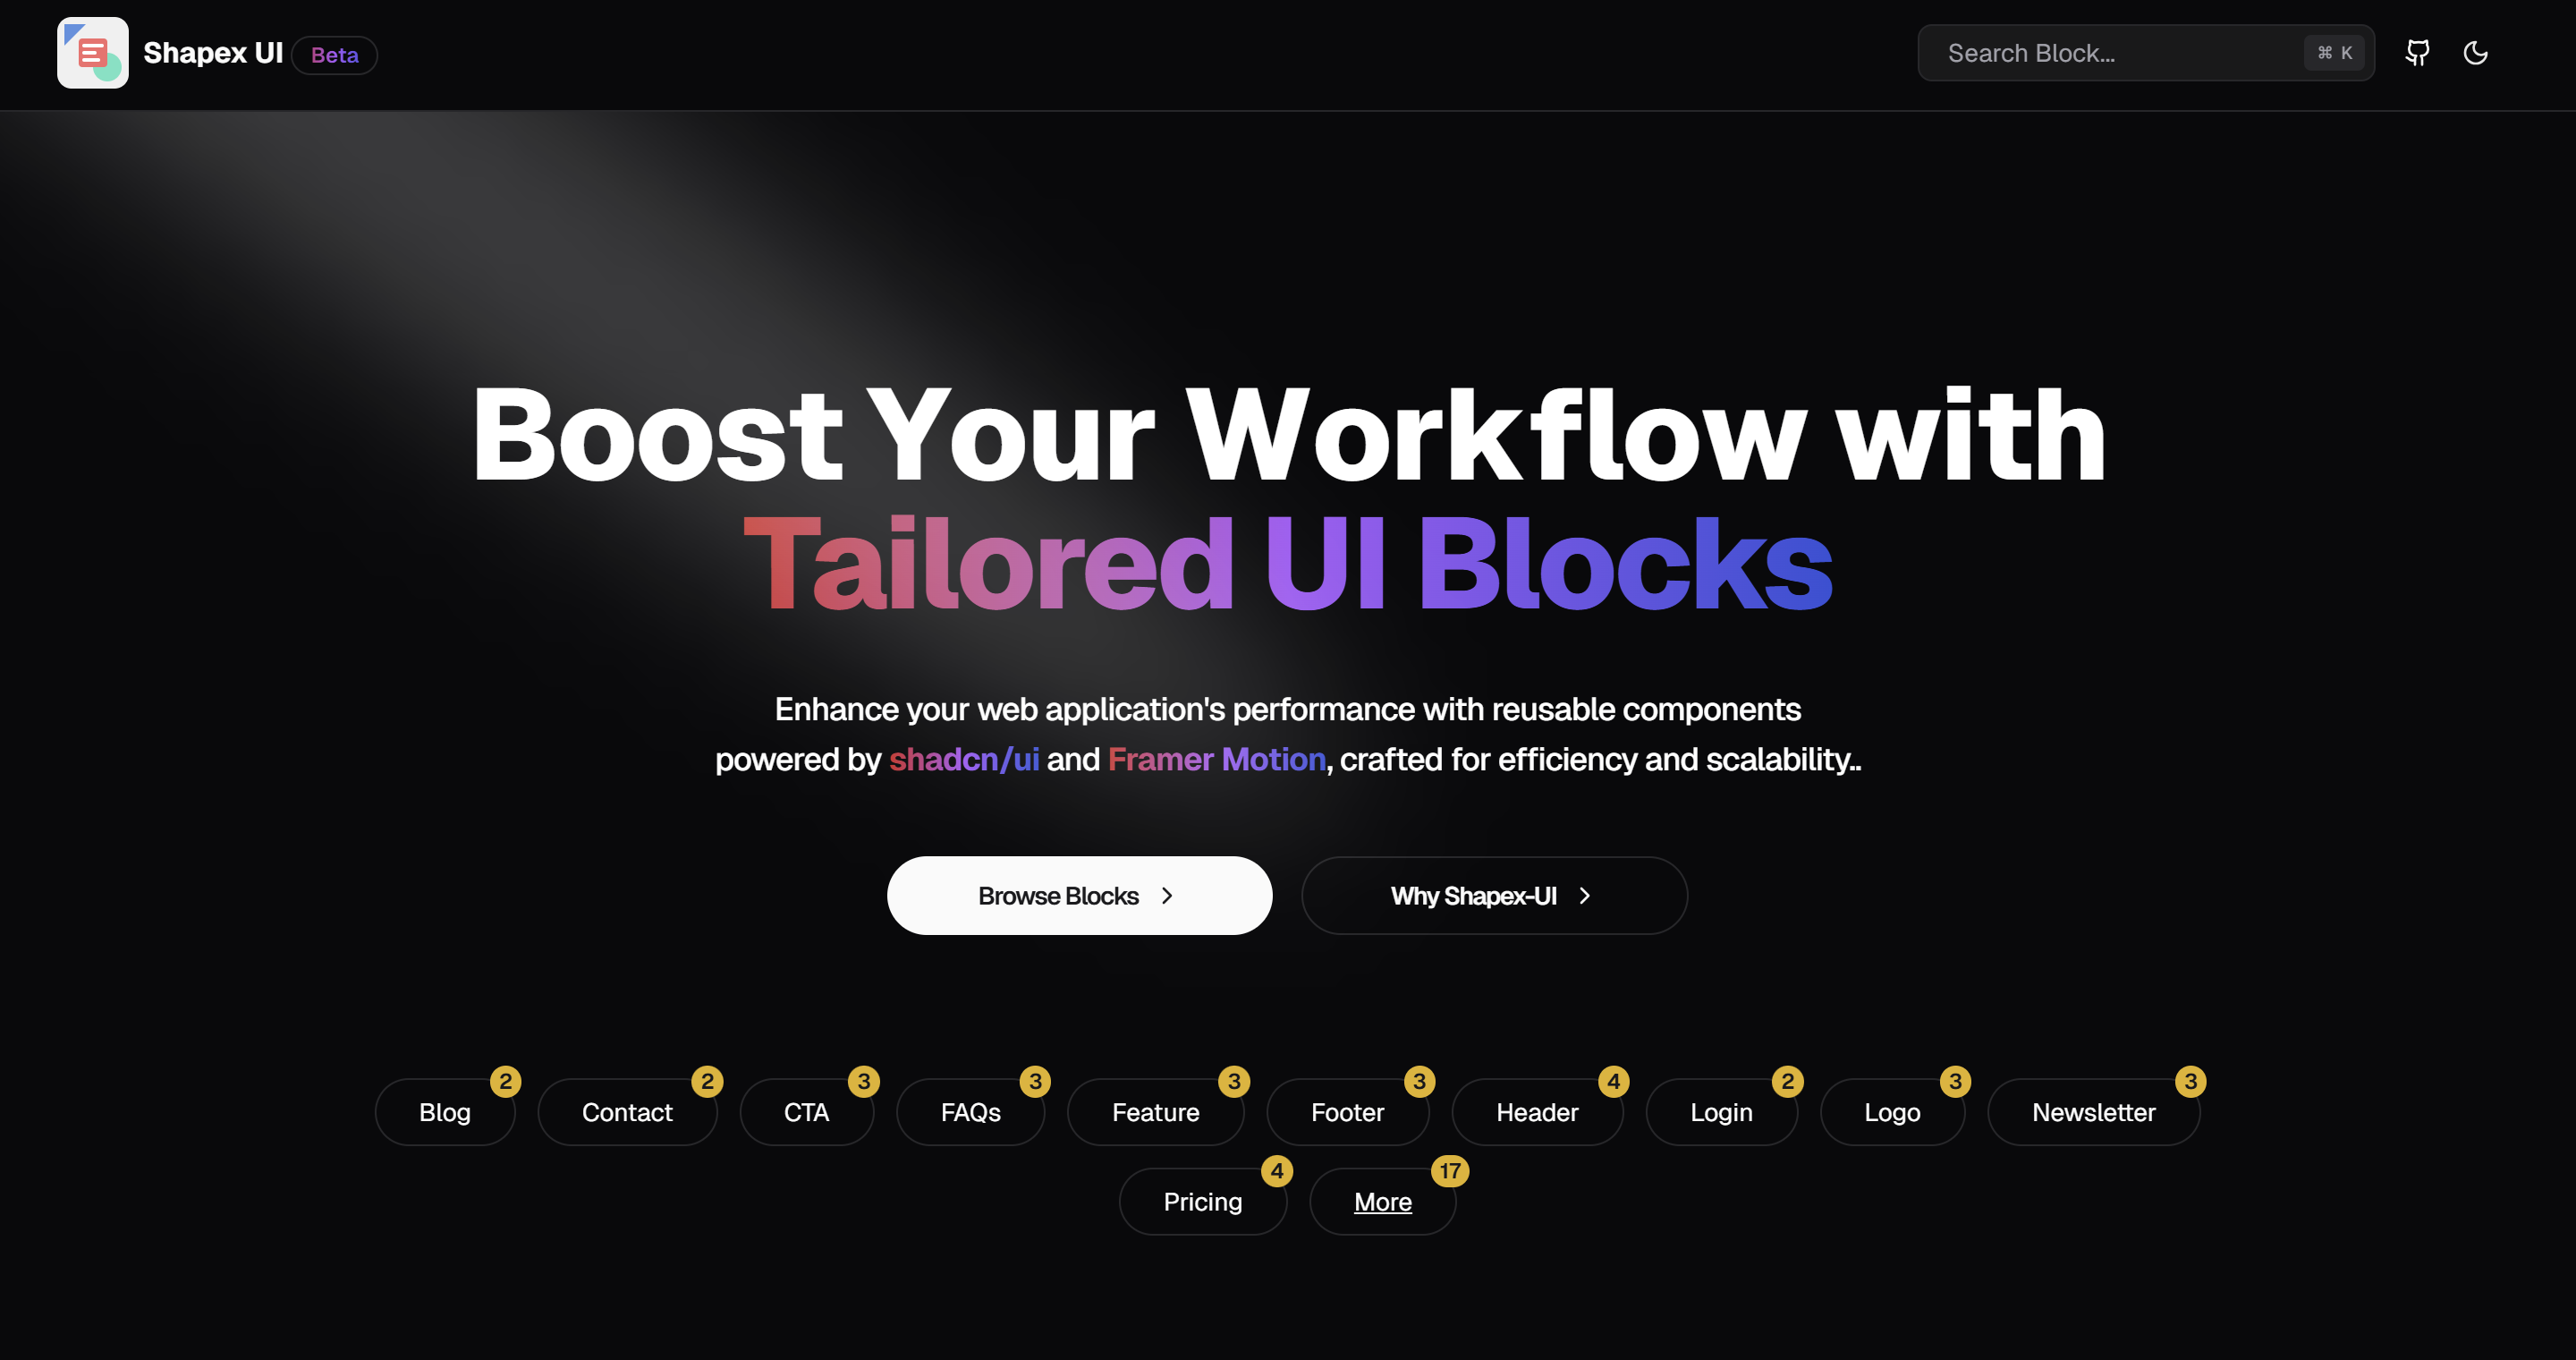 Shapex UI Beta
Search Block... ⌘ K
Boost Your Workflow with
Tailored UI Blocks
Enhance your web application's performance with reusable components
powered by shadcn/ui and Framer Motion, crafted for efficiency and scalability..
Browse Blocks
Why Shapex-UI
Blog 2
Contact 2
CTA 3
FAQs 3
Feature 3
Footer 3
Header 4
Login 2
Logo 3
Newsletter 3
Pricing 4
More 17